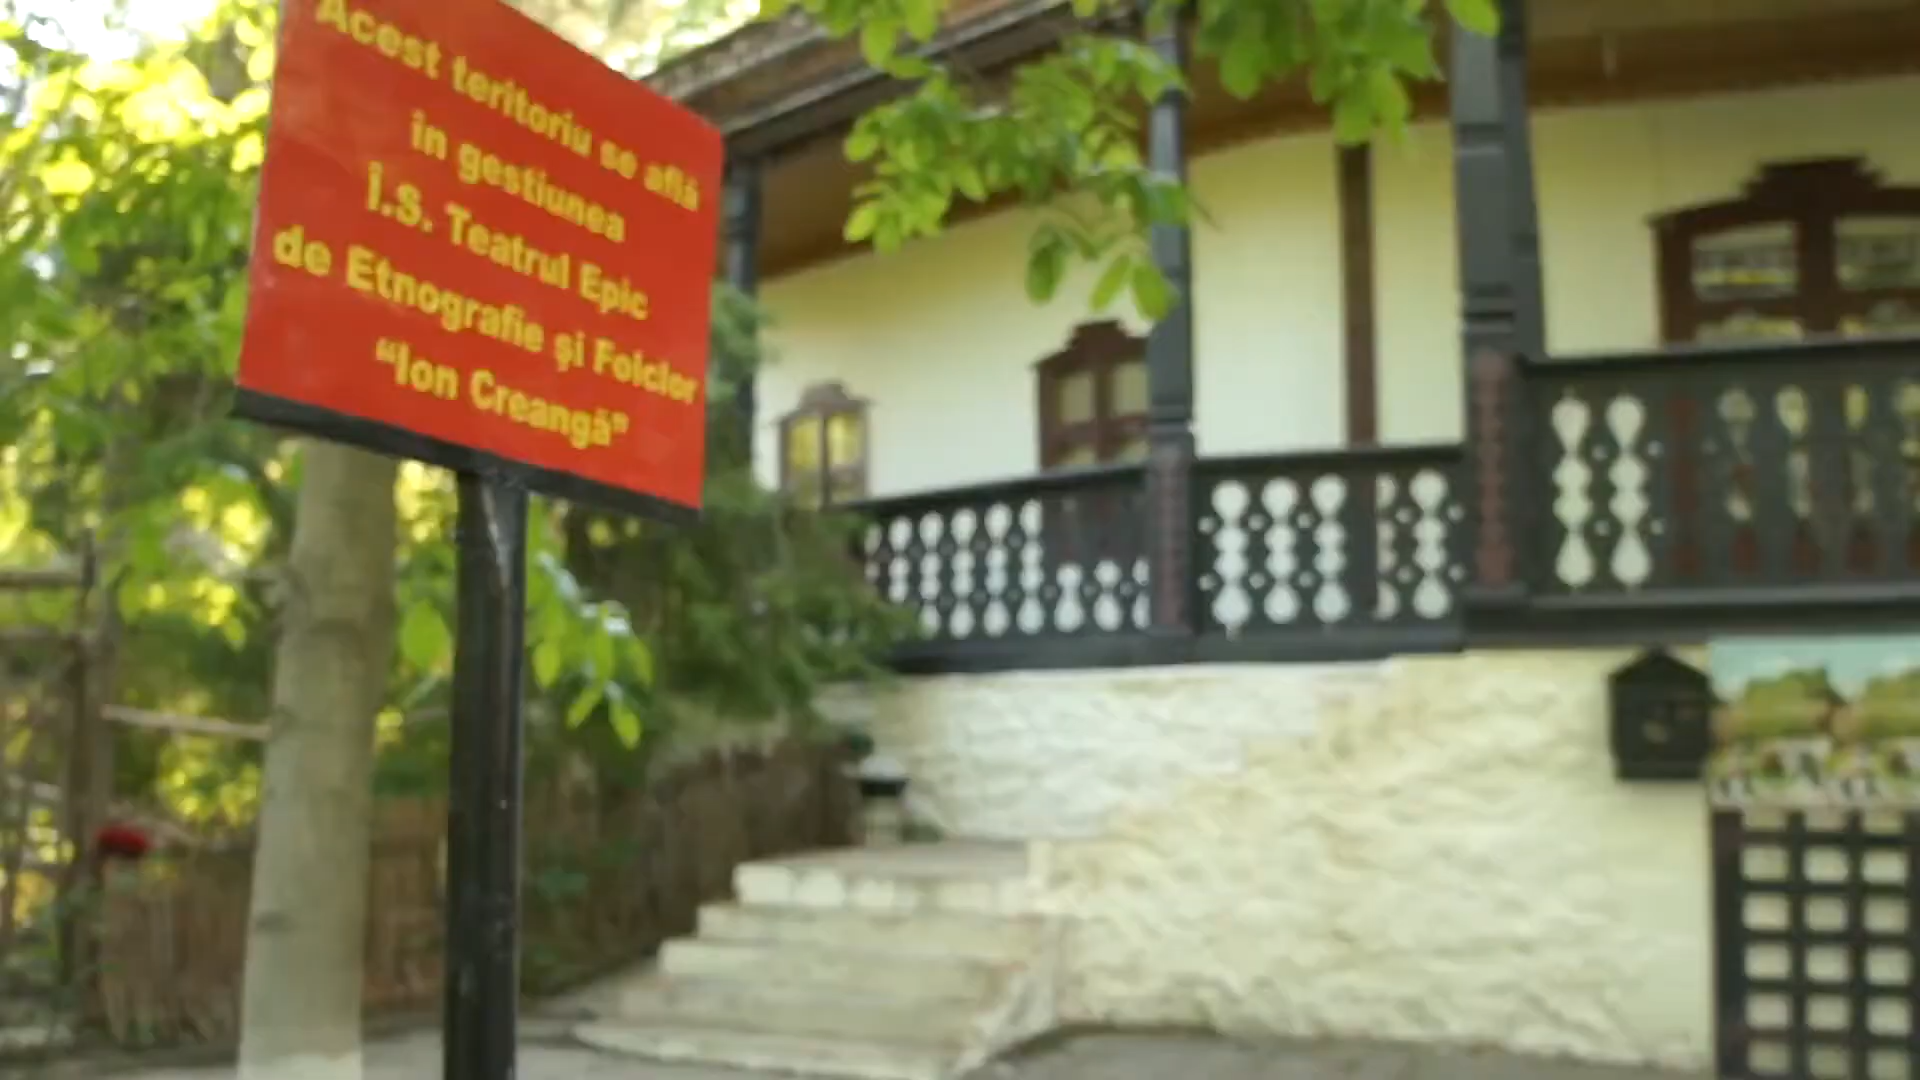 Acest teritoriu se află
în gestiunea
Î.S. Teatrul Epic
de Etnografie și Folclor
“Ion Creangă”